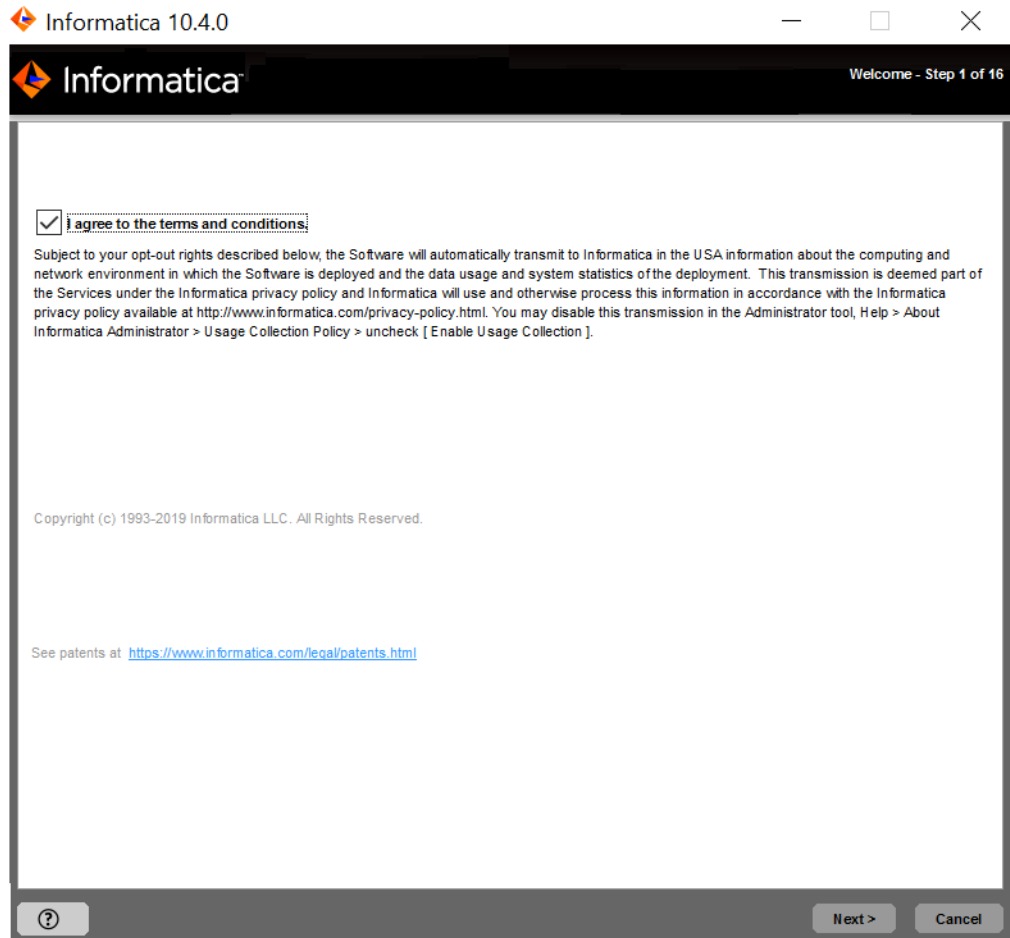 Informatica 10.4.0
Informatica™
Welcome - Step 1 of 16
I agree to the terms and conditions.
Subject to your opt-out rights described below, the Software will automatically transmit to Informatica in the USA information about the computing and
network environment in which the Software is deployed and the data usage and system statistics of the deployment. This transmission is deemed part of
the Services under the Informatica privacy policy and Informatica will use and otherwise process this information in accordance with the Informatica
privacy policy available at http://www.informatica.com/privacy-policy.html. You may disable this transmission in the Administrator tool, Help > About
Informatica Administrator > Usage Collection Policy > uncheck [ Enable Usage Collection ].
Copyright (c) 1993-2019 Informatica LLC. All Rights Reserved.
See patents at https://www.informatica.com/legal/patents.html
?
Next >
Cancel